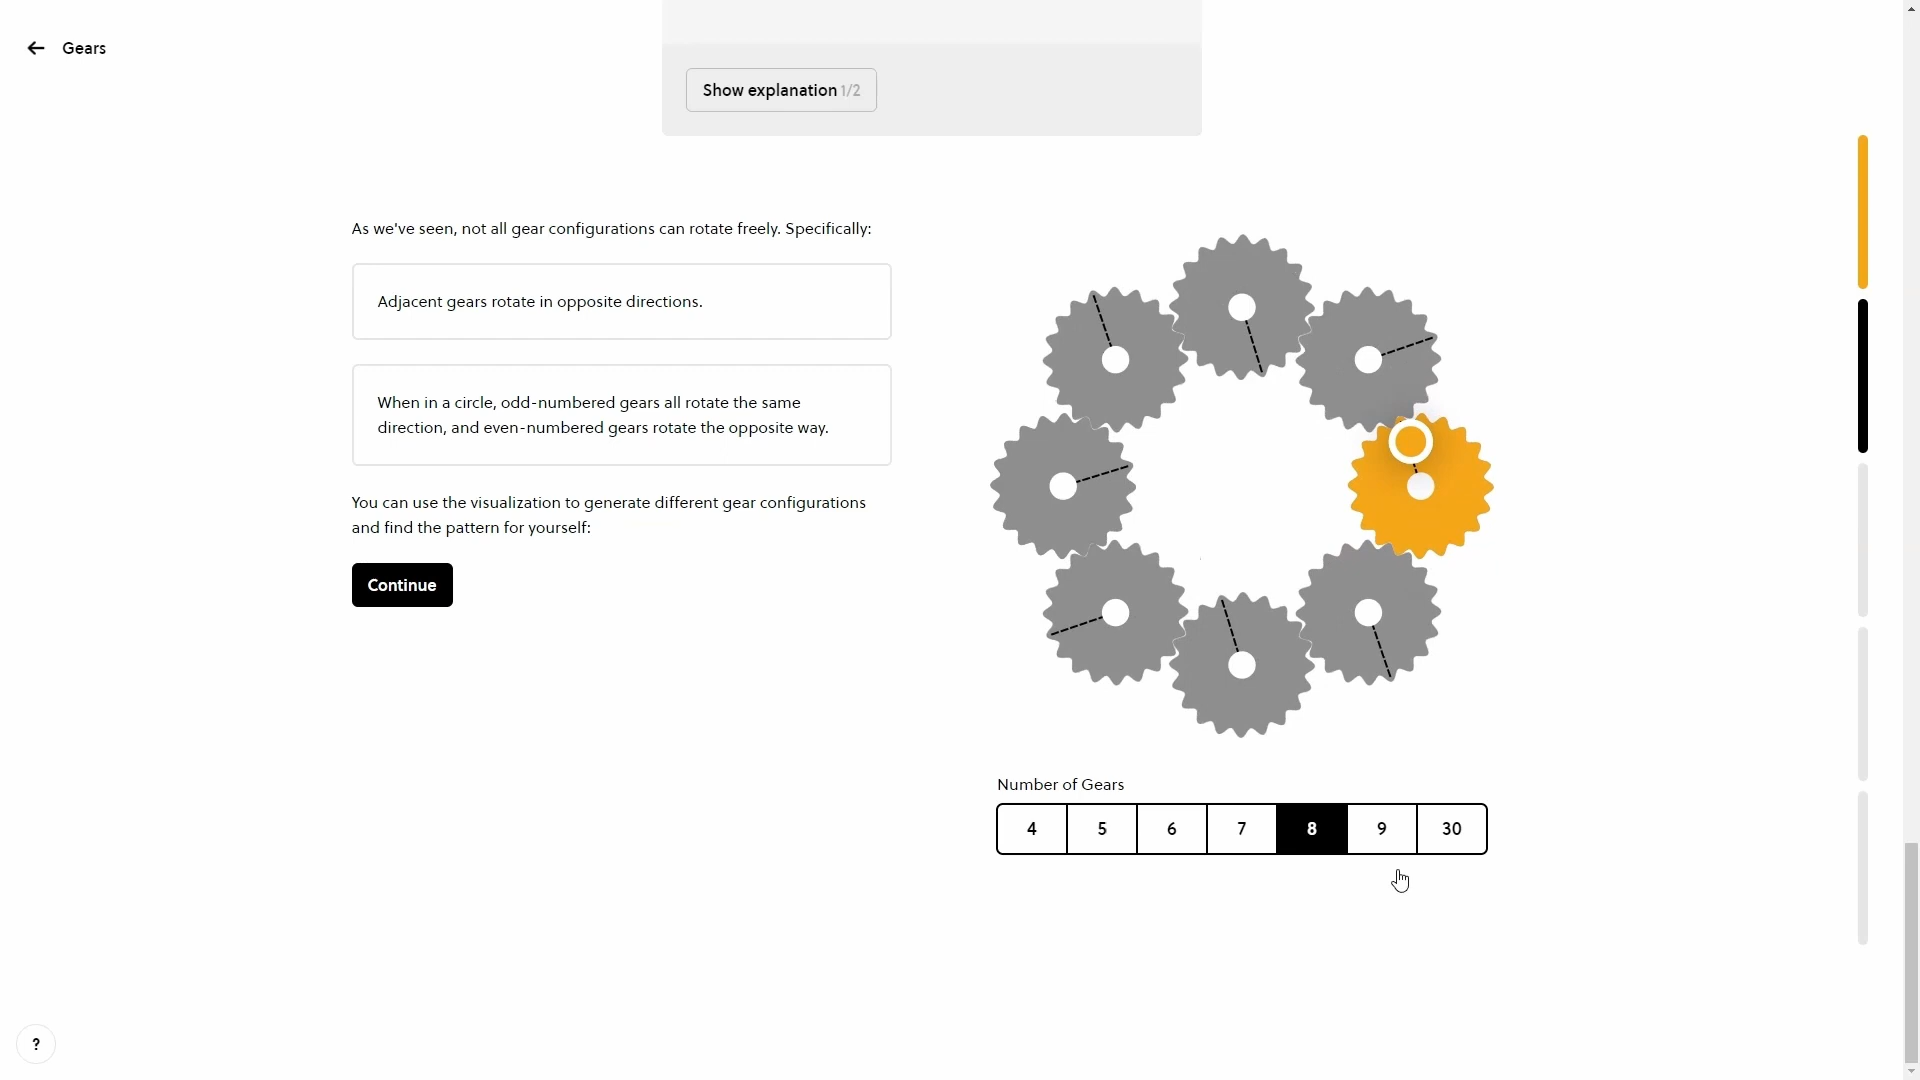 Gears
Show explanation 1/2
As we've seen, not all gear configurations can rotate freely. Specifically:
Adjacent gears rotate in opposite directions.
When in a circle, odd-numbered gears all rotate the same
direction, and even-numbered gears rotate the opposite way.
You can use the visualization to generate different gear configurations
and find the pattern for yourself:
Continue
Number of Gears
4 5 6 7 8 9 30
?